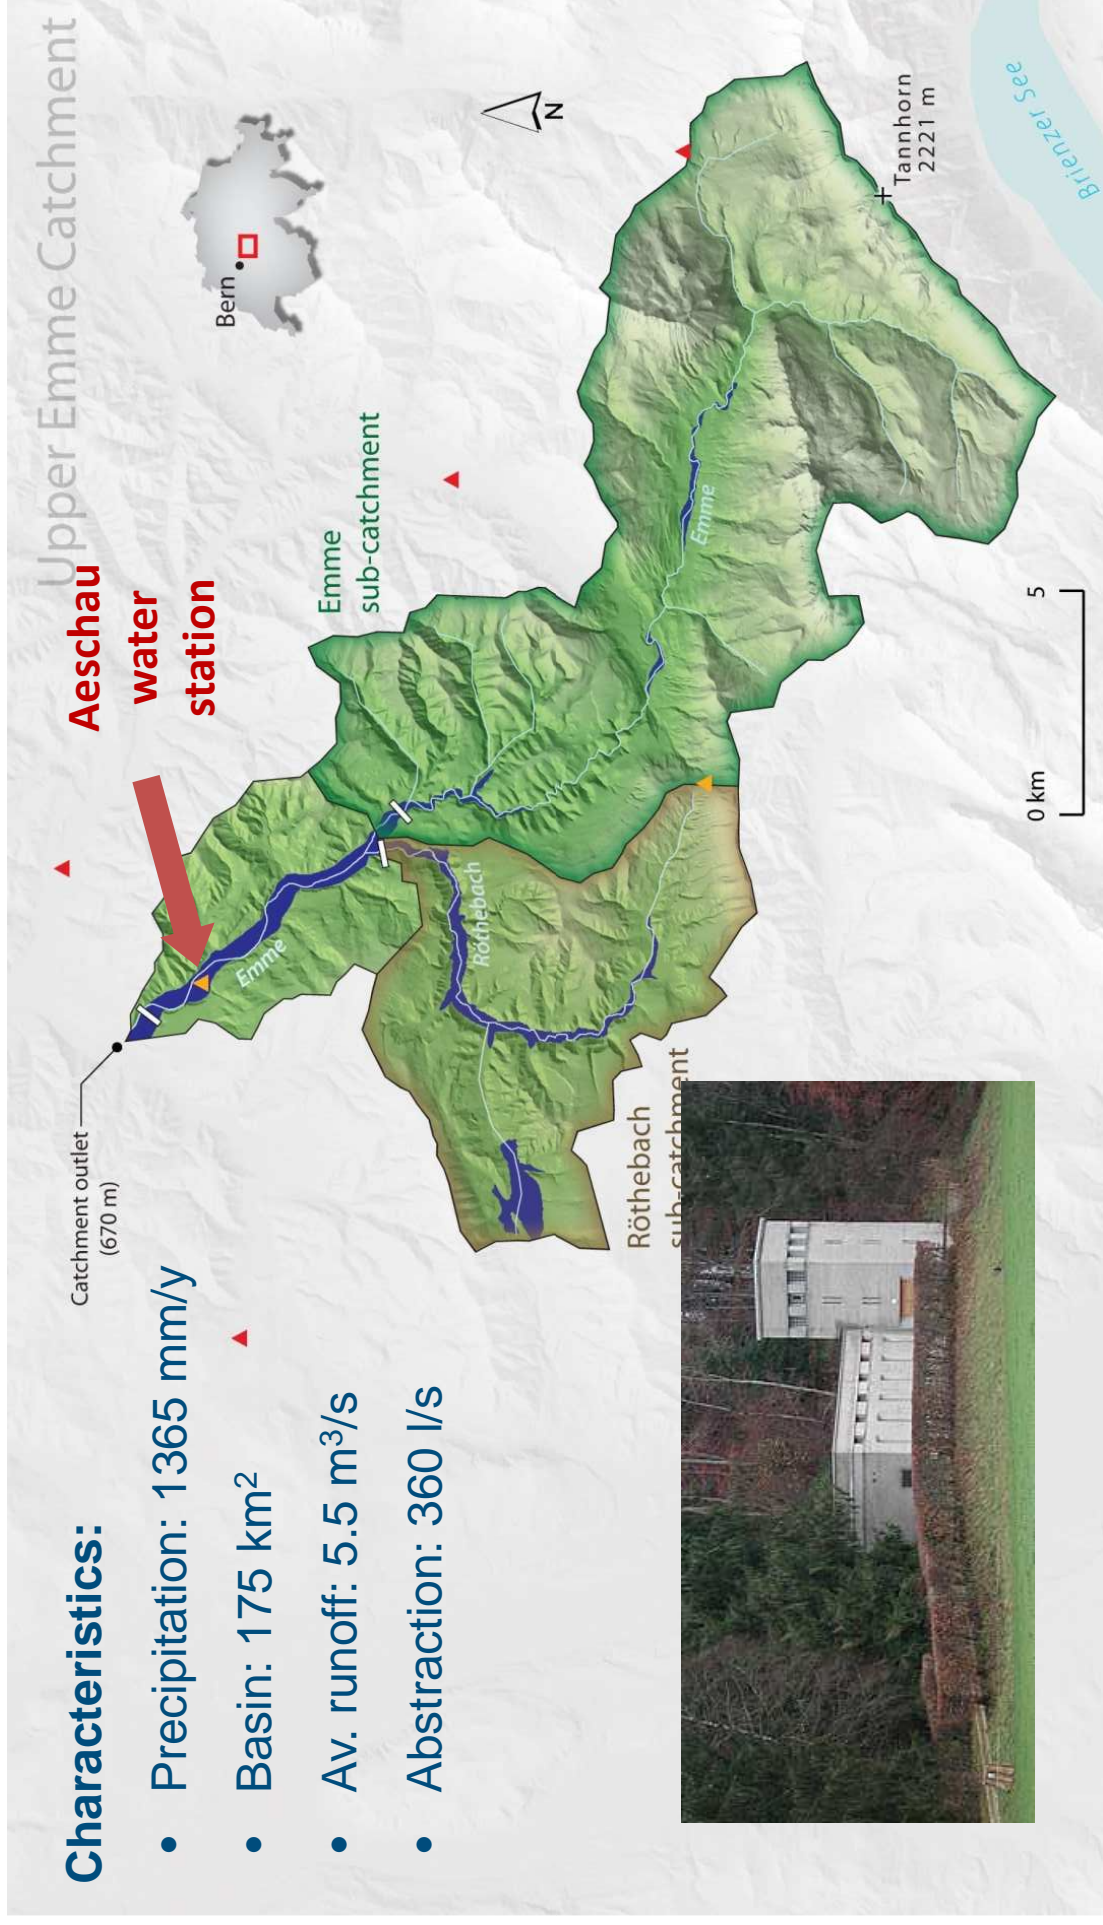 Upper Emme Catchment
Characteristics:
• Precipitation: 1365 mm/y
• Basin: 175 km²
• Av. runoff: 5.5 m³/s
• Abstraction: 360 l/s
Catchment outlet
(670 m)
Aeschau
water
station
Bern
N
Emme
sub-catchment
Emme
Röthebach
Emme
Röthebach
sub-catchment
Tannhorn
2221 m
Brienzer See
0 km
5